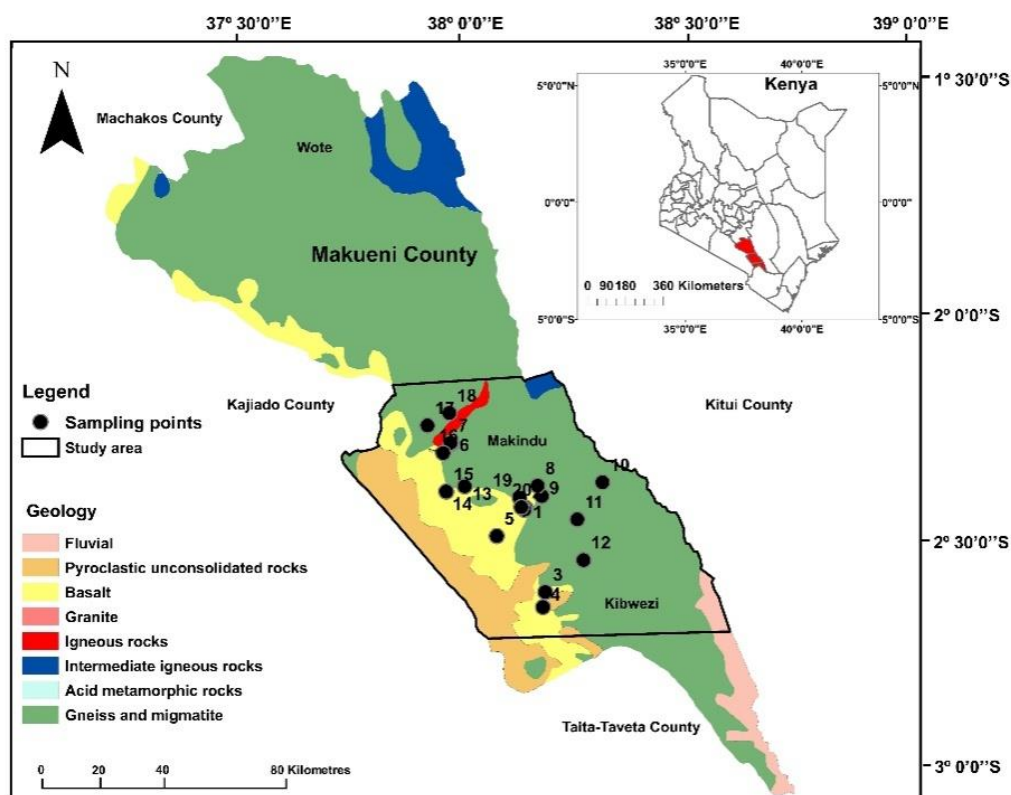 37°30'0''E 38°0'0''E 38°30'0''E 39°0'0''E
N
1°30'0''S
2°0'0''S
2°30'0''S
3°0'0''S
35°0'0''E 40°0'0''E
Kenya
5°0'0''N
5°0'0''N
0°0'0''N
0°0'0''N
0 90 180 360 Kilometers
5°0'0''S
5°0'0''S
35°0'0''E 40°0'0''E
Machakos County
Wote
Makueni County
Kajiado County
Kitui County
Makindu
Kibwezi
Taita-Taveta County
18
17
7
16
6
15
13
14
19
20
8
9
1
5
10
11
12
3
4
Legend
Sampling points
Study area
Geology
Fluvial
Pyroclastic unconsolidated rocks
Basalt
Granite
Igneous rocks
Intermediate igneous rocks
Acid metamorphic rocks
Gneiss and migmatite
0 20 40 80 Kilometres